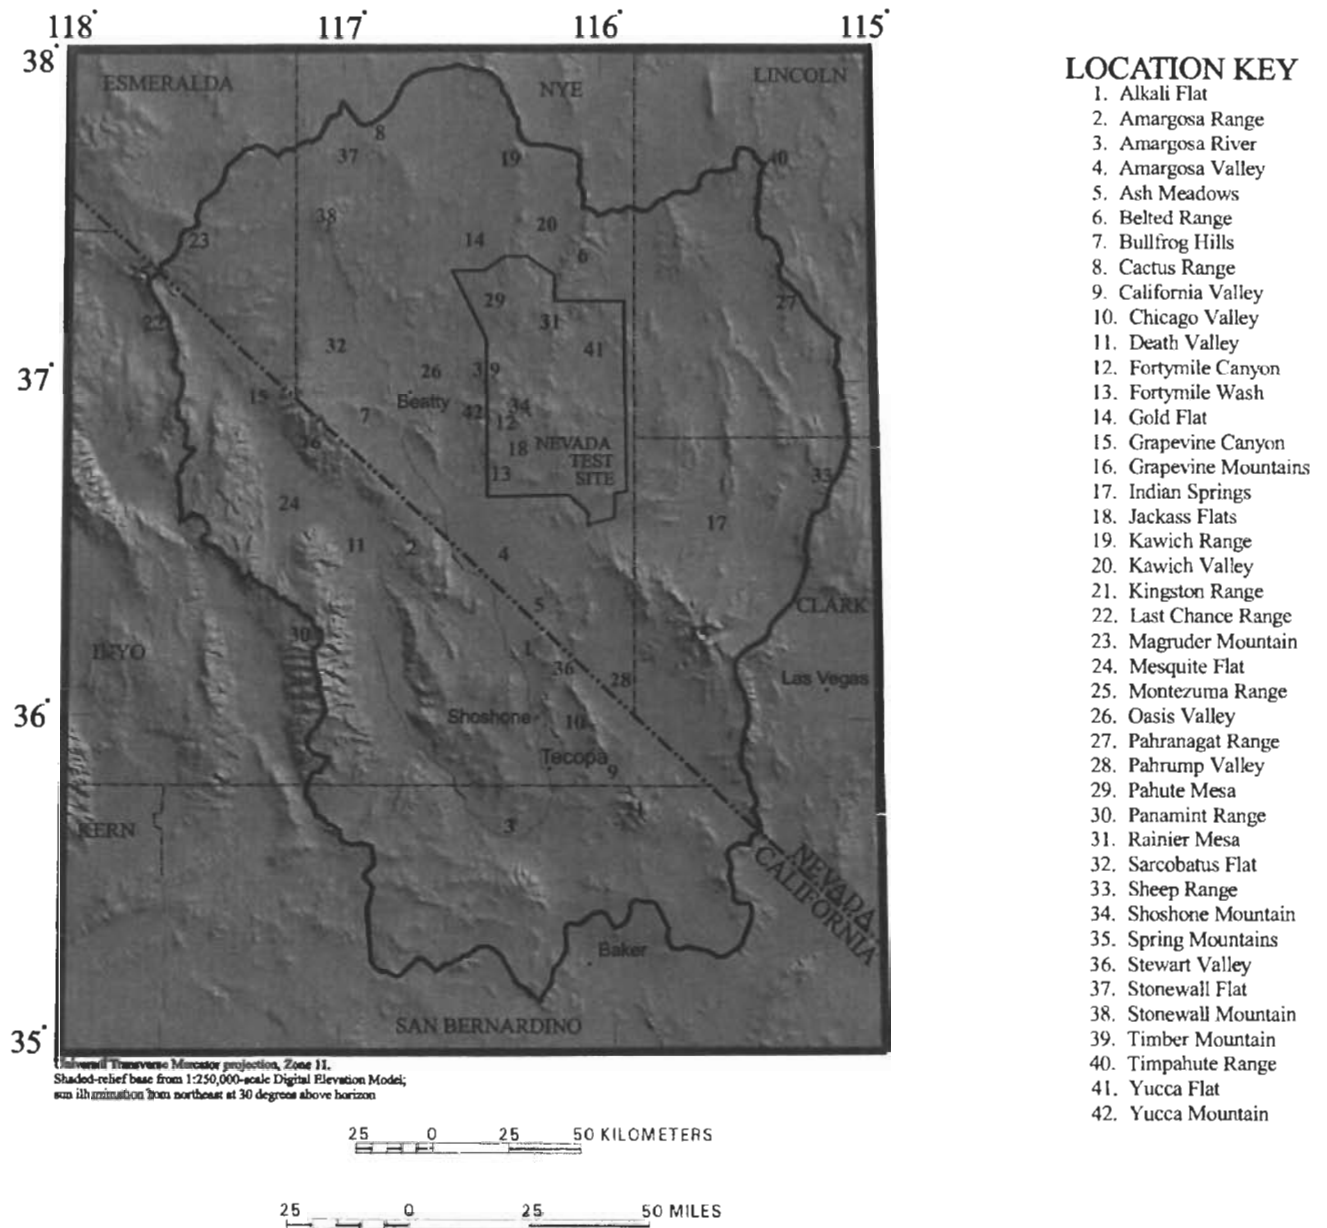 118° 117° 116° 115°
38°
ESMERALDA NYE LINCOLN
8
37 19 40
38 20
23 14 6
29 27
22 31
32 41
37°
26 39
15 Beatty 34
7 42 12
16 18 NEVADA
TEST
13 SITE 33
24 17
11 2 4
5 CLARK
30 1
INYO 36
28 Las Vegas
36°
Shoshone 10
Tecopa 9
KERN 3
NEVADA
CALIFORNIA
Baker
SAN BERNARDINO
35°
Universal Transverse Mercator projection, Zone 11.
Shaded-relief base from 1:250,000-scale Digital Elevation Model;
sun illumination from northeast at 30 degrees above horizon
25 0 25 50 KILOMETERS
25 0 25 50 MILES
LOCATION KEY
1. Alkali Flat
2. Amargosa Range
3. Amargosa River
4. Amargosa Valley
5. Ash Meadows
6. Belted Range
7. Bullfrog Hills
8. Cactus Range
9. California Valley
10. Chicago Valley
11. Death Valley
12. Fortymile Canyon
13. Fortymile Wash
14. Gold Flat
15. Grapevine Canyon
16. Grapevine Mountains
17. Indian Springs
18. Jackass Flats
19. Kawich Range
20. Kawich Valley
21. Kingston Range
22. Last Chance Range
23. Magruder Mountain
24. Mesquite Flat
25. Montezuma Range
26. Oasis Valley
27. Pahranagat Range
28. Pahrump Valley
29. Pahute Mesa
30. Panamint Range
31. Rainier Mesa
32. Sarcobatus Flat
33. Sheep Range
34. Shoshone Mountain
35. Spring Mountains
36. Stewart Valley
37. Stonewall Flat
38. Stonewall Mountain
39. Timber Mountain
40. Timpahute Range
41. Yucca Flat
42. Yucca Mountain